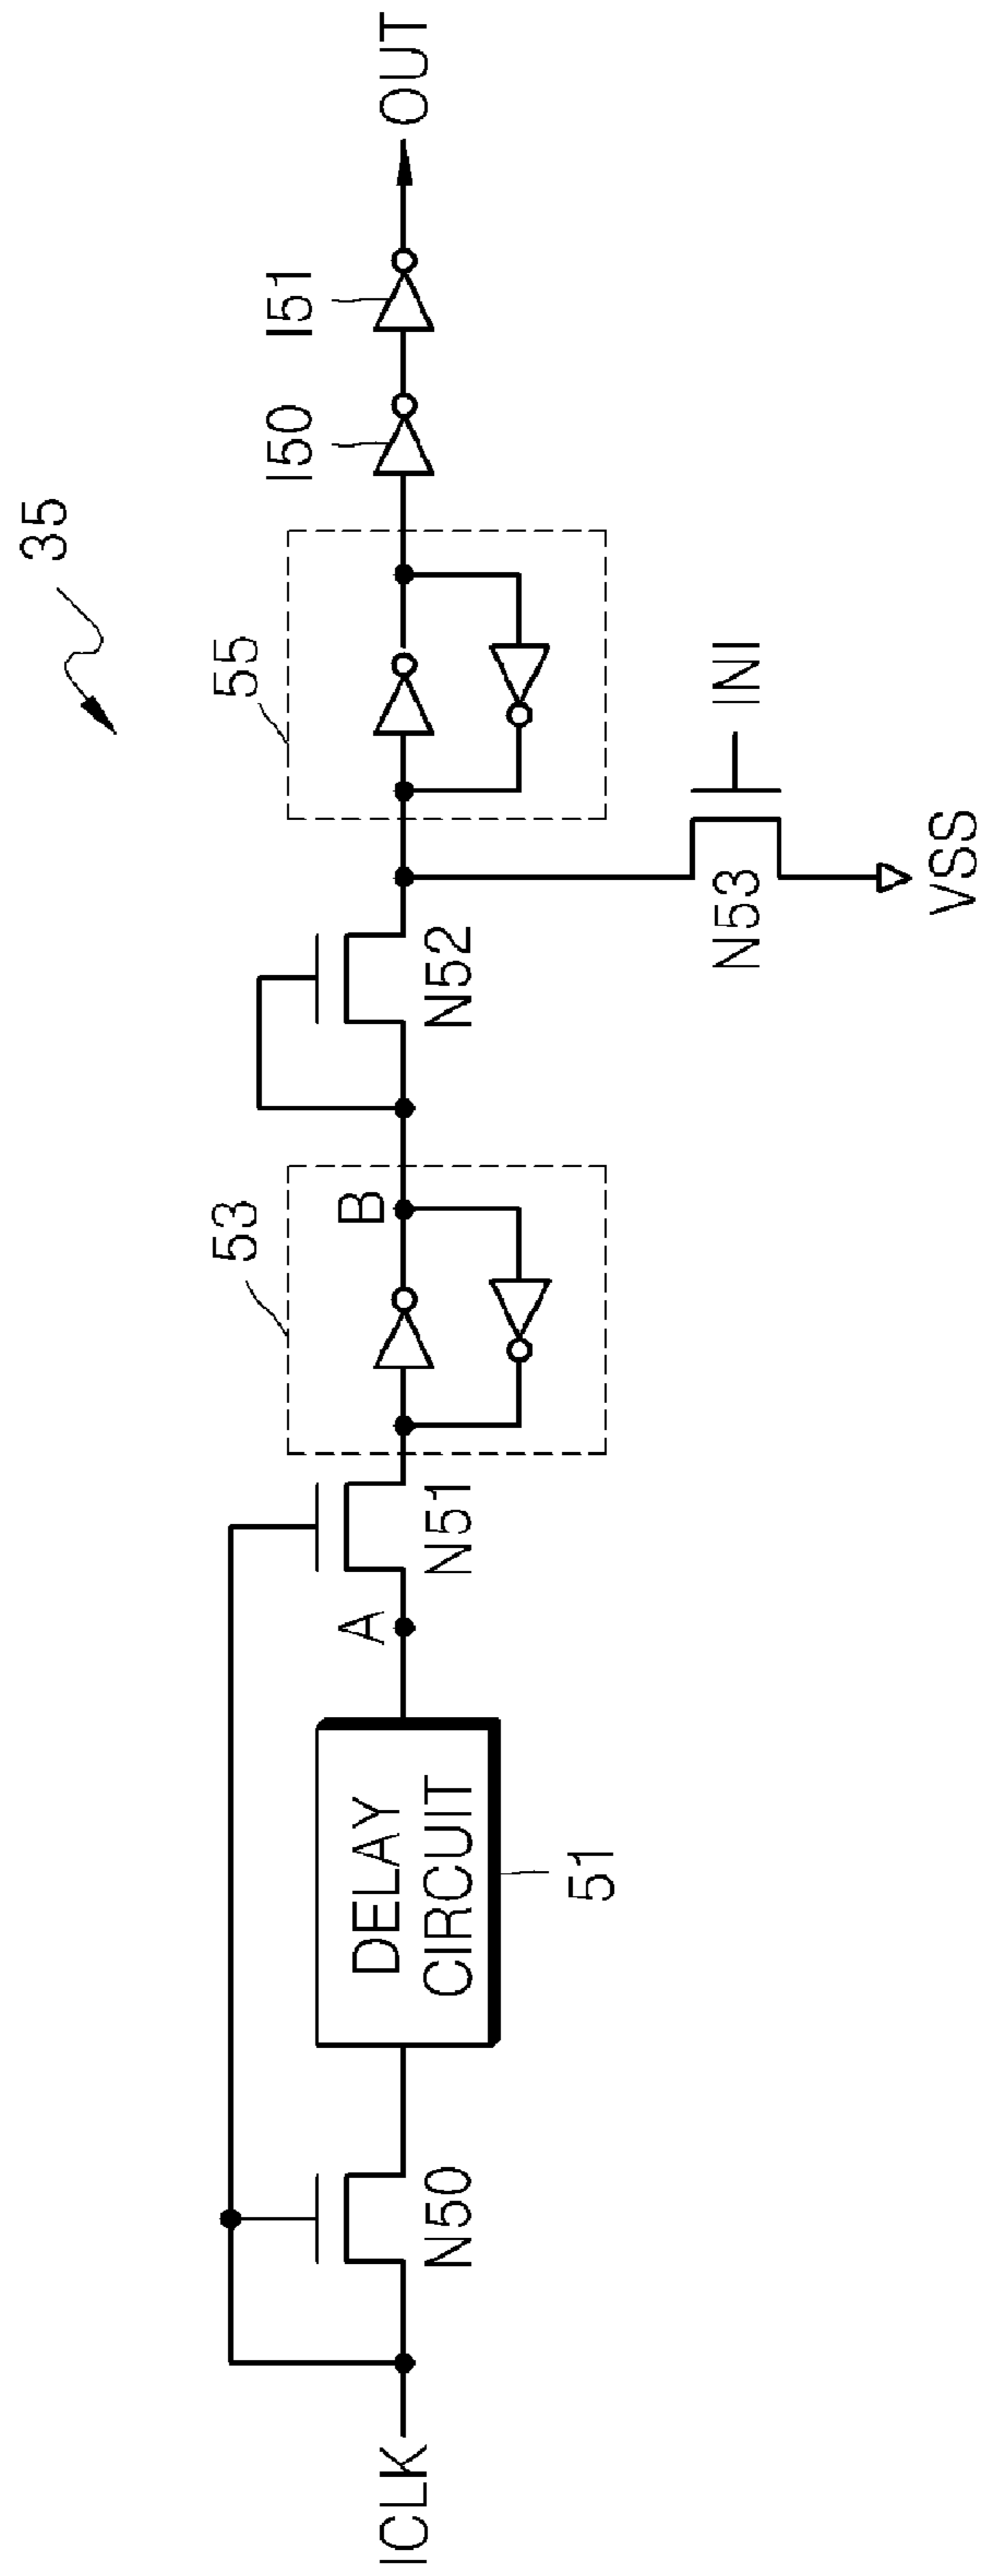 35
ICLK
N50
DELAY
CIRCUIT
51
A
N51
53
B
N52
55
N53
INI
VSS
I50
I51
OUT